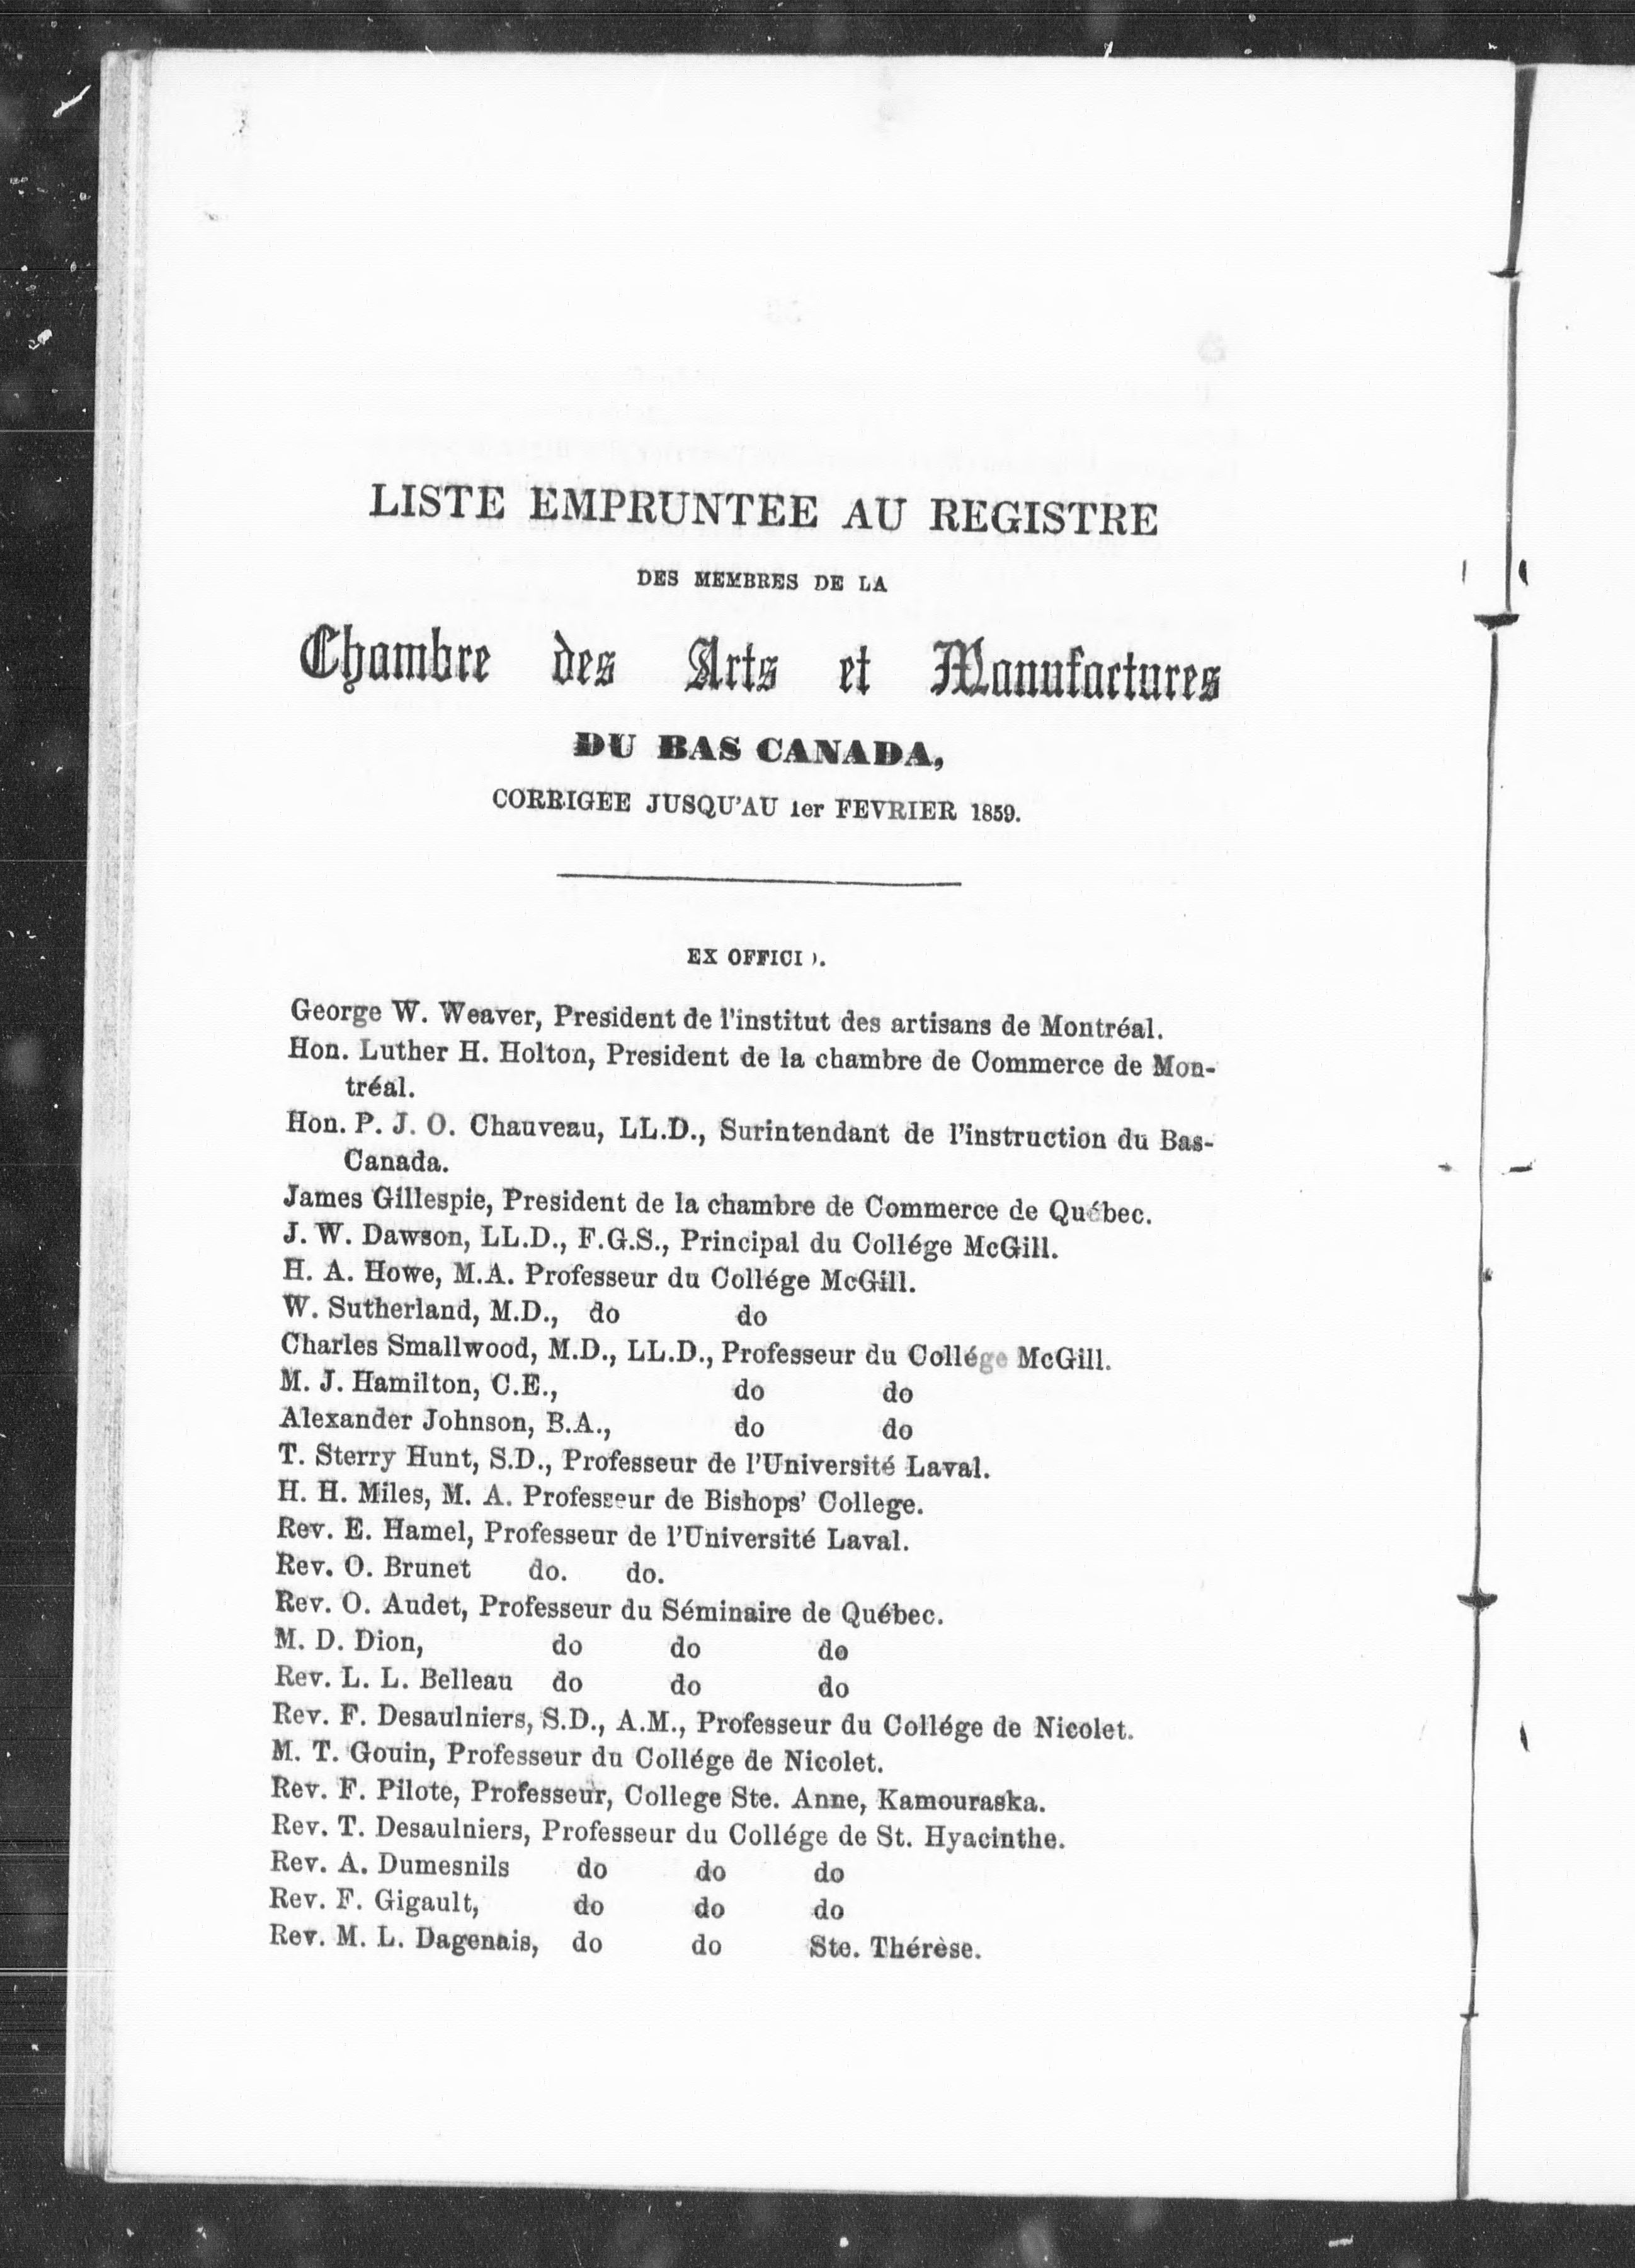 LISTE EMPRUNTEE AU REGISTRE
DES MEMBRES DE LA
Chambre des Arts et Manufactures
DU BAS CANADA,
CORRIGEE JUSQU'AU 1er FEVRIER 1859.
EX OFFICIO.
George W. Weaver, President de l'institut des artisans de Montréal.
Hon. Luther H. Holton, President de la chambre de Commerce de Mon-
tréal.
Hon. P. J. O. Chauveau, LL.D., Surintendant de l'instruction du Bas-
Canada.
James Gillespie, President de la chambre de Commerce de Québec.
J. W. Dawson, LL.D., F.G.S., Principal du Collége McGill.
H. A. Howe, M.A. Professeur du Collége McGill.
W. Sutherland, M.D., do do
Charles Smallwood, M.D., LL.D., Professeur du Collége McGill.
M. J. Hamilton, C.E., do do
Alexander Johnson, B.A., do do
T. Sterry Hunt, S.D., Professeur de l'Université Laval.
H. H. Miles, M. A. Professeur de Bishops' College.
Rev. E. Hamel, Professeur de l'Université Laval.
Rev. O. Brunet do. do.
Rev. O. Audet, Professeur du Séminaire de Québec.
M. D. Dion, do do do
Rev. L. L. Belleau do do do
Rev. F. Desaulniers, S.D., A.M., Professeur du Collége de Nicolet.
M. T. Gouin, Professeur du Collége de Nicolet.
Rev. F. Pilote, Professeur, College Ste. Anne, Kamouraska.
Rev. T. Desaulniers, Professeur du Collége de St. Hyacinthe.
Rev. A. Dumesnils do do do
Rev. F. Gigault, do do do
Rev. M. L. Dagenais, do do Ste. Thérèse.